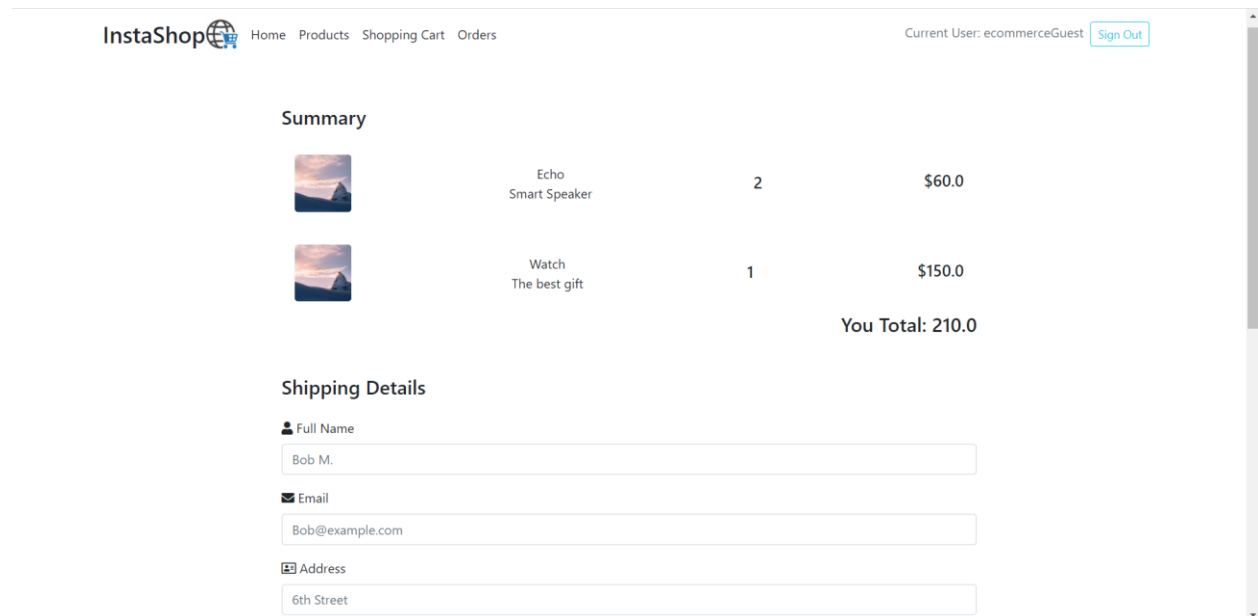 InstaShop Home Products Shopping Cart Orders Current User: ecommerceGuest Sign Out
Summary
Echo
Smart Speaker
2
$60.0
Watch
The best gift
1
$150.0
You Total: 210.0
Shipping Details
Full Name
Bob M.
Email
Bob@example.com
Address
6th Street